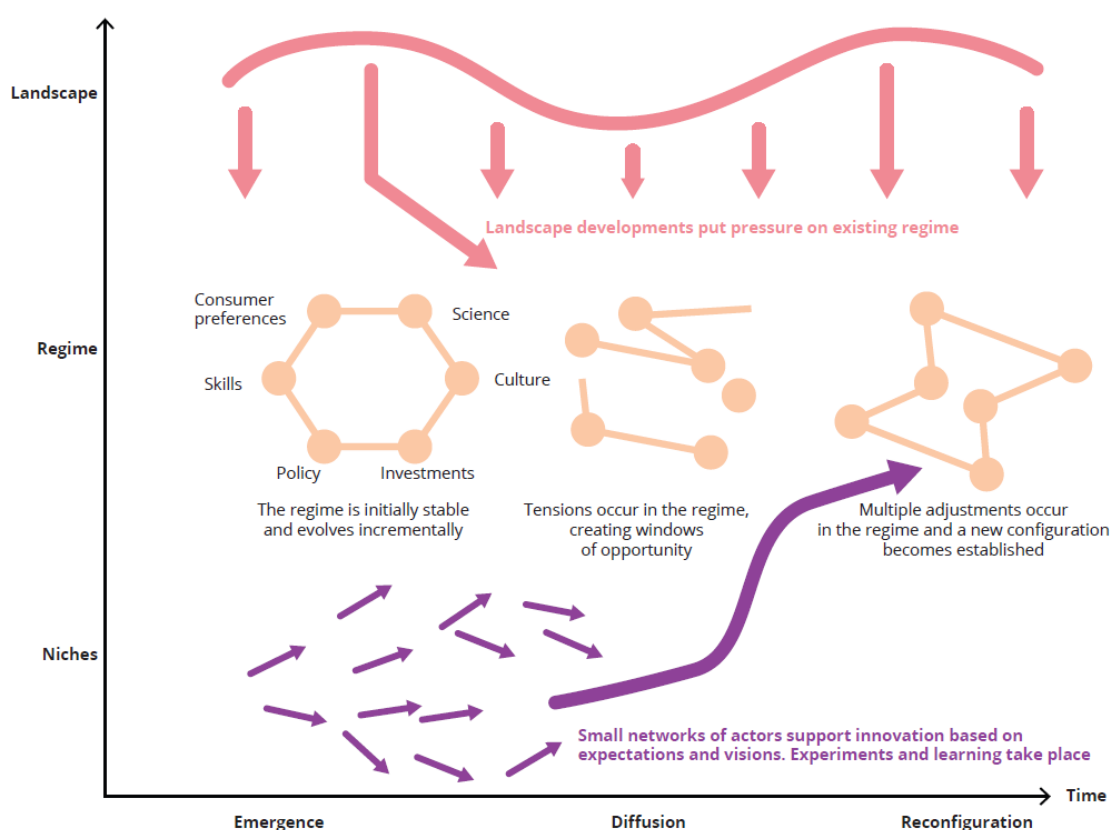 Landscape
Landscape developments put pressure on existing regime
Regime
Consumer
preferences
Science
Skills
Culture
Policy
Investments
The regime is initially stable
and evolves incrementally
Tensions occur in the regime,
creating windows
of opportunity
Multiple adjustments occur
in the regime and a new configuration
becomes established
Niches
Small networks of actors support innovation based on
expectations and visions. Experiments and learning take place
Time
Emergence
Diffusion
Reconfiguration